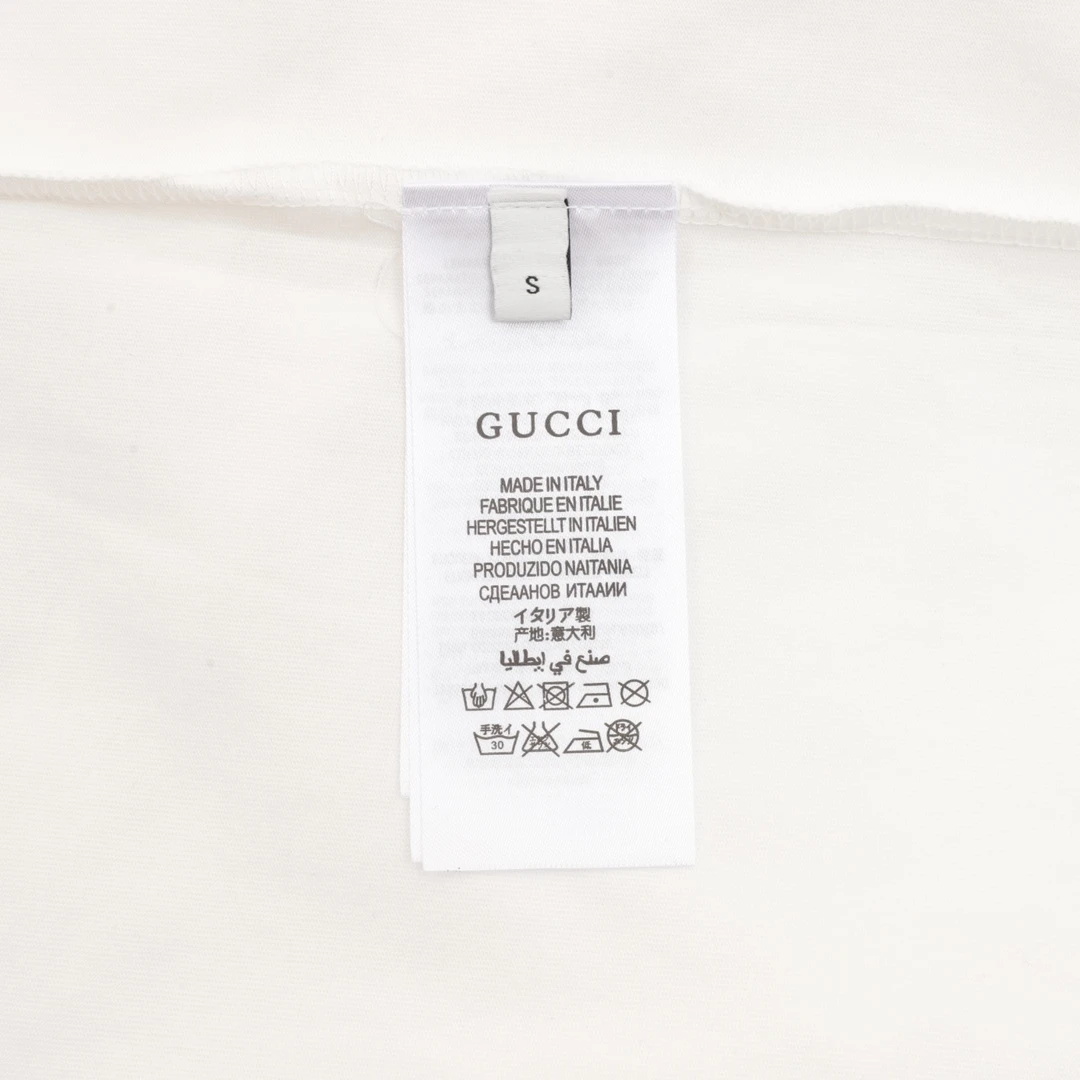 S
GUCCI
MADE IN ITALY
FABRIQUE EN ITALIE
HERGESTELLT IN ITALIEN
HECHO EN ITALIA
PRODUZIDO NAITANIA
СДЕААНОВ ИТААИИ
イタリア製
产地:意大利
صنع في إيطاليا
手洗イ
30
低